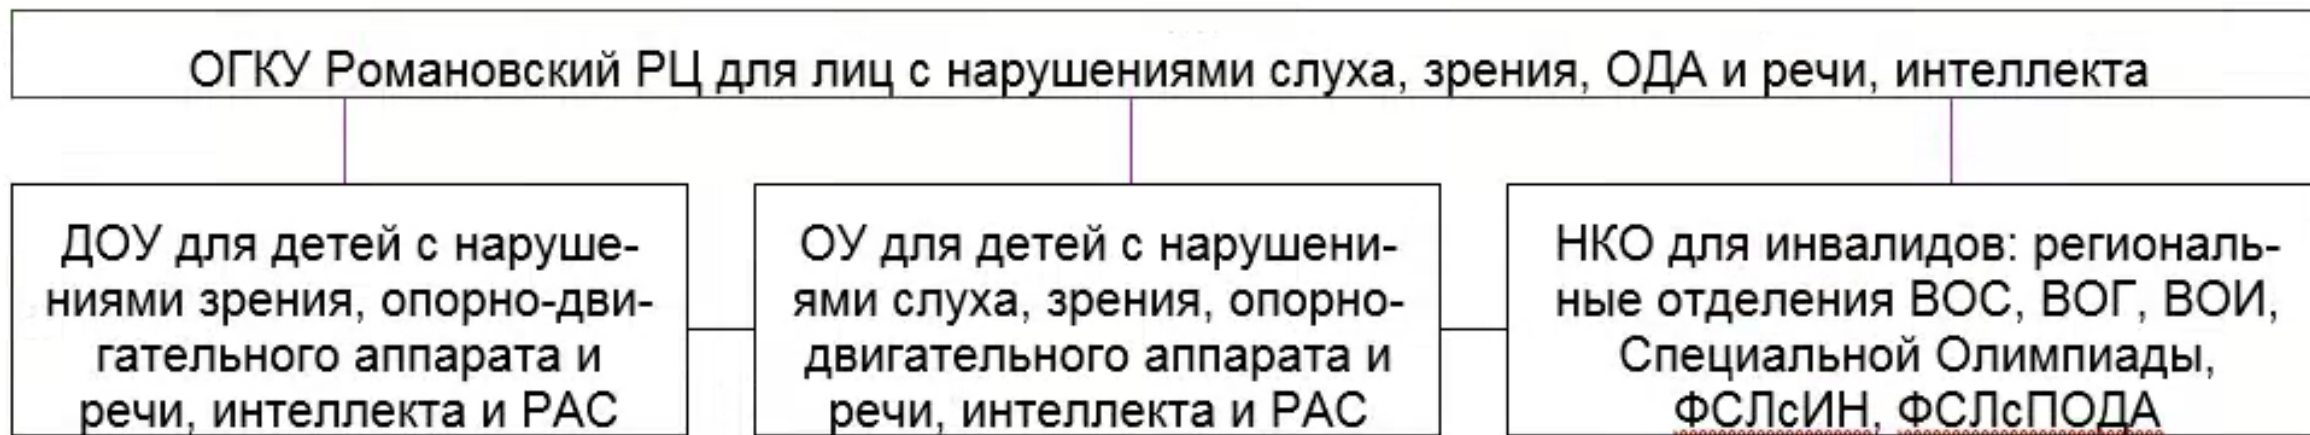 ОГКУ Романовский РЦ для лиц с нарушениями слуха, зрения, ОДА и речи, интеллекта
ДОУ для детей с наруше-
ниями зрения, опорно-дви-
гательного аппарата и
речи, интеллекта и РАС
ОУ для детей с нарушени-
ями слуха, зрения, опорно-
двигательного аппарата и
речи, интеллекта и РАС
НКО для инвалидов: региональ-
ные отделения ВОС, ВОГ, ВОИ,
Специальной Олимпиады,
ФСЛсИН, ФСЛсПОДА